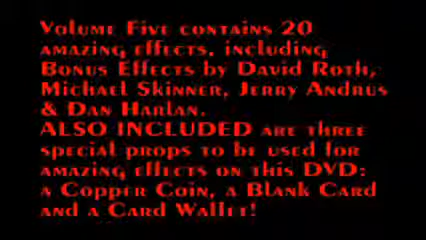 Volume Five contains 20
amazing effects, including
Bonus Effects by David Roth,
Michael Skinner, Jerry Andrus
& Dan Harlan.
ALSO INCLUDED are three
special props to be used for
amazing effects on this DVD:
a Copper Coin, a Blank Card
and a Card Wallet!